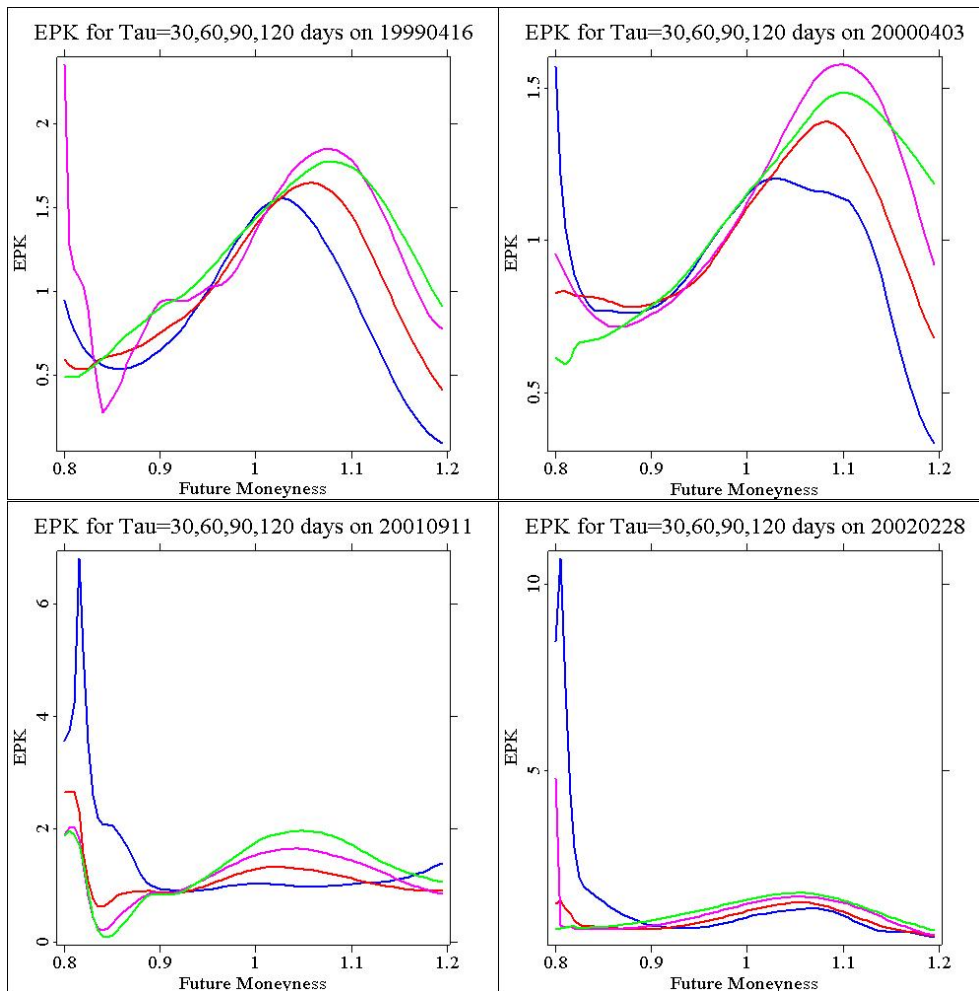 EPK for Tau=30,60,90,120 days on 19990416
EPK
2
1.5
1
0.5
0.8 0.9 1 1.1 1.2
Future Moneyness
EPK for Tau=30,60,90,120 days on 20000403
EPK
1.5
1
0.5
0.8 0.9 1 1.1 1.2
Future Moneyness
EPK for Tau=30,60,90,120 days on 20010911
EPK
6
4
2
0
0.8 0.9 1 1.1 1.2
Future Moneyness
EPK for Tau=30,60,90,120 days on 20020228
EPK
10
5
0.8 0.9 1 1.1 1.2
Future Moneyness